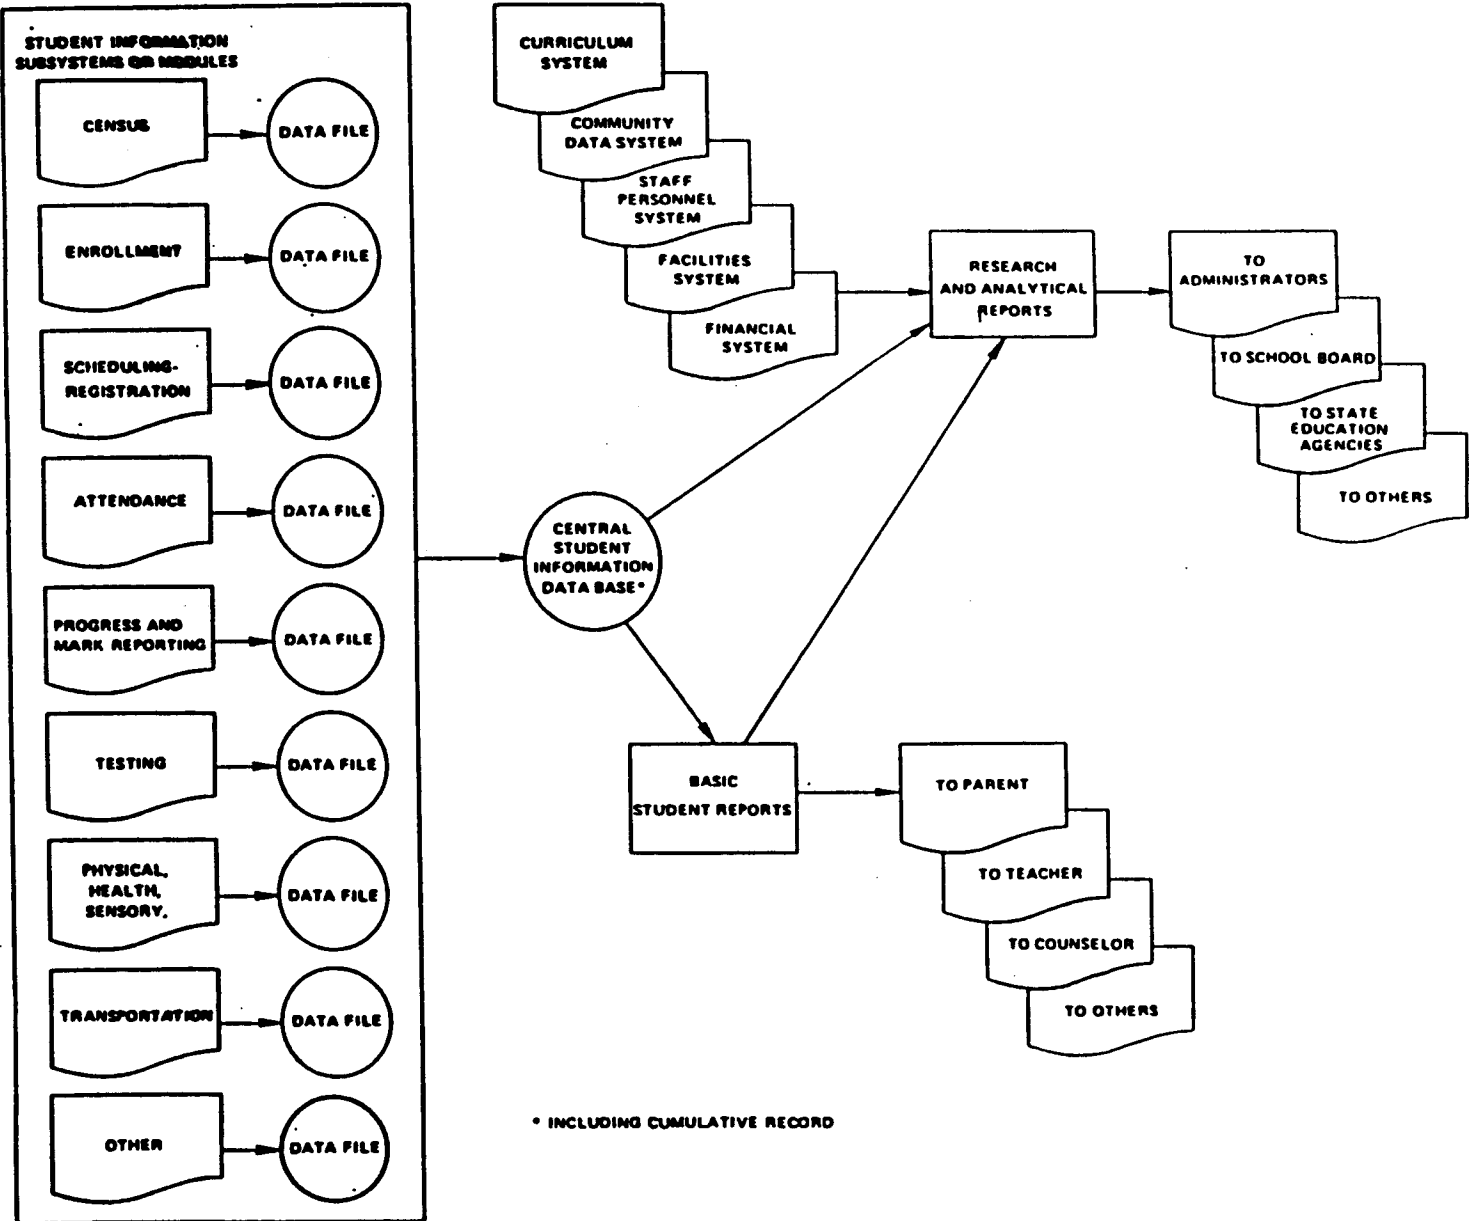 STUDENT INFORMATION
SUBSYSTEMS OR MODULES
CENSUS
DATA FILE
ENROLLMENT
DATA FILE
SCHEDULING-
REGISTRATION
DATA FILE
ATTENDANCE
DATA FILE
PROGRESS AND
MARK REPORTING
DATA FILE
TESTING
DATA FILE
PHYSICAL,
HEALTH,
SENSORY.
DATA FILE
TRANSPORTATION
DATA FILE
OTHER
DATA FILE
CURRICULUM
SYSTEM
COMMUNITY
DATA SYSTEM
STAFF
PERSONNEL
SYSTEM
FACILITIES
SYSTEM
FINANCIAL
SYSTEM
RESEARCH
AND ANALYTICAL
REPORTS
TO
ADMINISTRATORS
TO SCHOOL BOARD
TO STATE
EDUCATION
AGENCIES
TO OTHERS
CENTRAL
STUDENT
INFORMATION
DATA BASE*
BASIC
STUDENT REPORTS
TO PARENT
TO TEACHER
TO COUNSELOR
TO OTHERS
* INCLUDING CUMULATIVE RECORD